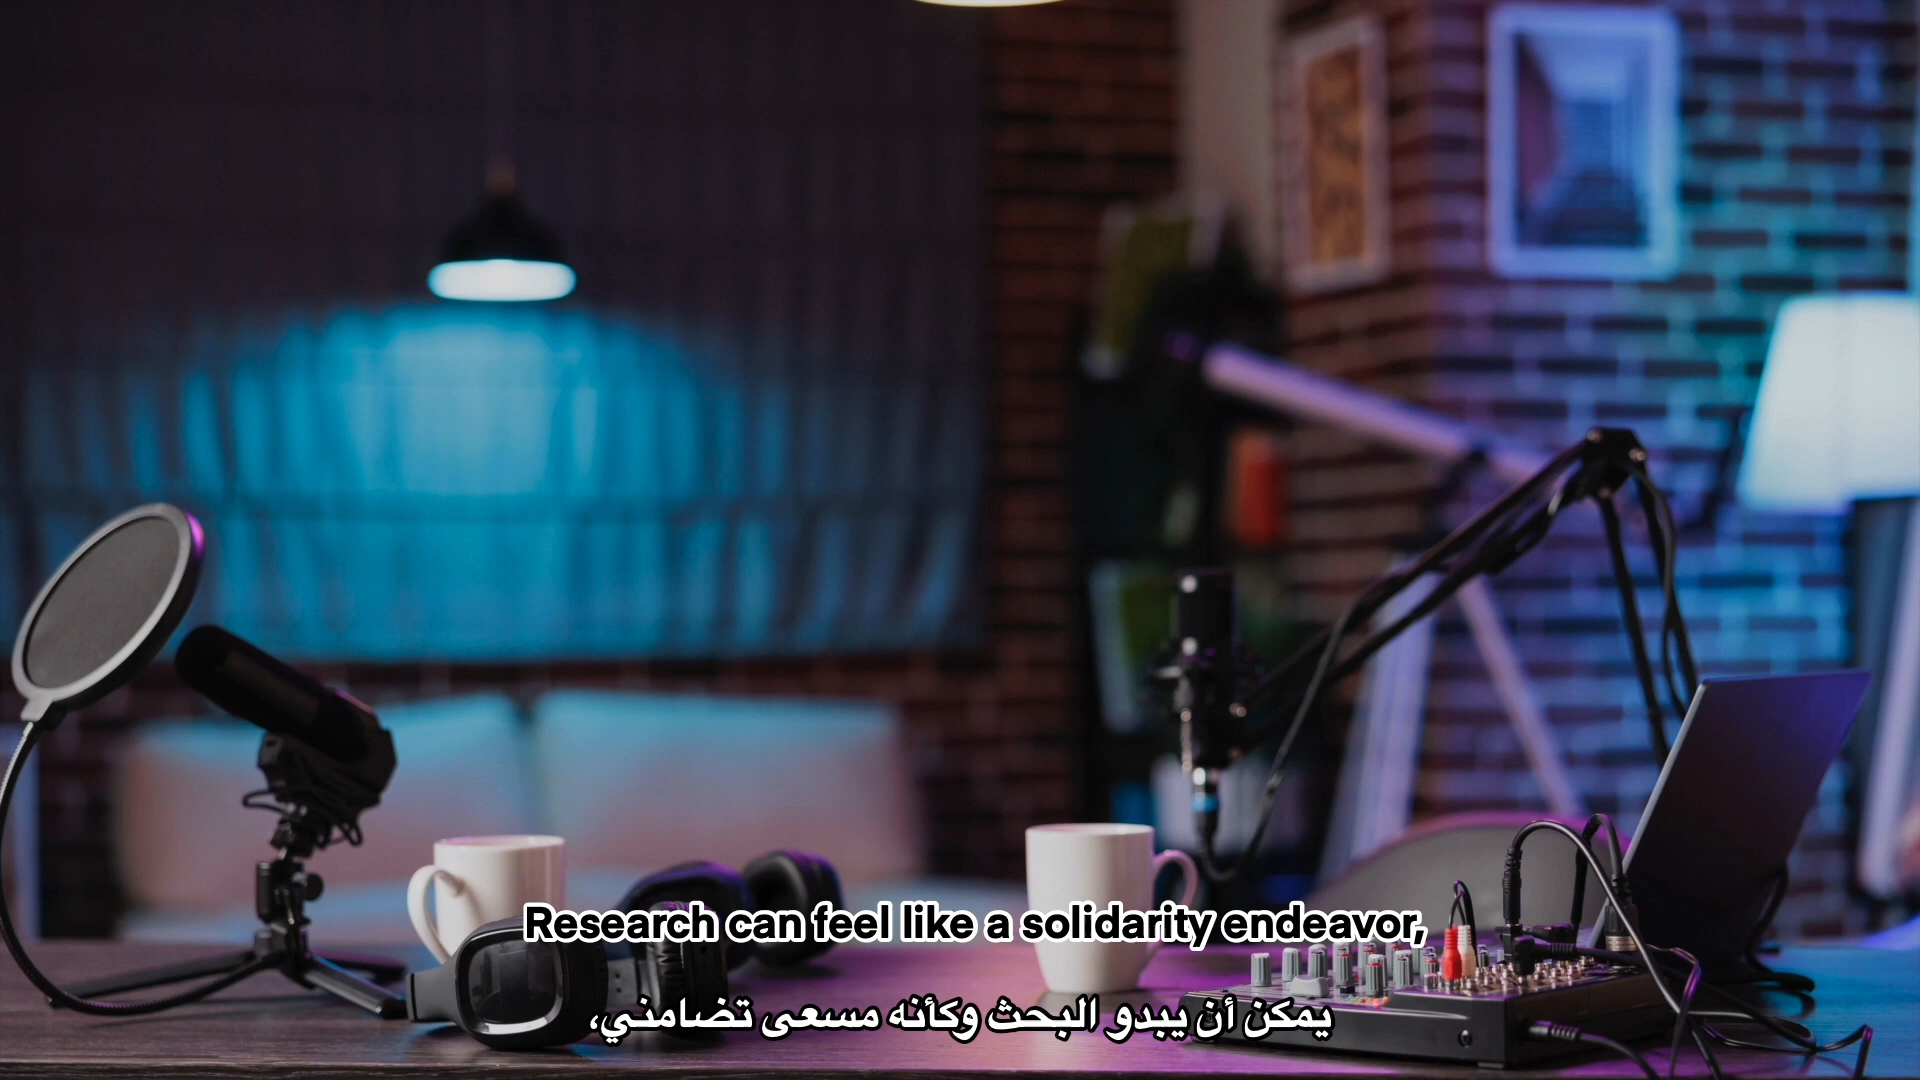 Research can feel like a solidarity endeavor,
يمكن أن يبدو البحث وكأنه مسعى تضامني،